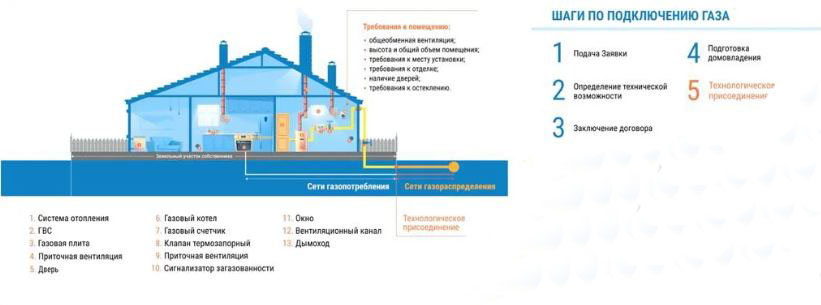 Требования к помещению:
• общеобменная вентиляция;
• высота и общий объем помещения;
• требования к месту установки;
• требования к отделке;
• наличие дверей;
• требования к остеклению.
Земельный участок собственника
Сети газопотребления
Сети газораспределения
Технологическое
присоединение
1. Система отопления
2. ГВС
3. Газовая плита
4. Приточная вентиляция
5. Дверь
6. Газовый котел
7. Газовый счетчик
8. Клапан термозапорный
9. Приточная вентиляция
10. Сигнализатор загазованности
11. Окно
12. Вентиляционный канал
13. Дымоход
ШАГИ ПО ПОДКЛЮЧЕНИЮ ГАЗА
1 Подача Заявки
2 Определение технической
возможности
3 Заключение договора
4 Подготовка
домовладения
5 Технологическое
присоединение